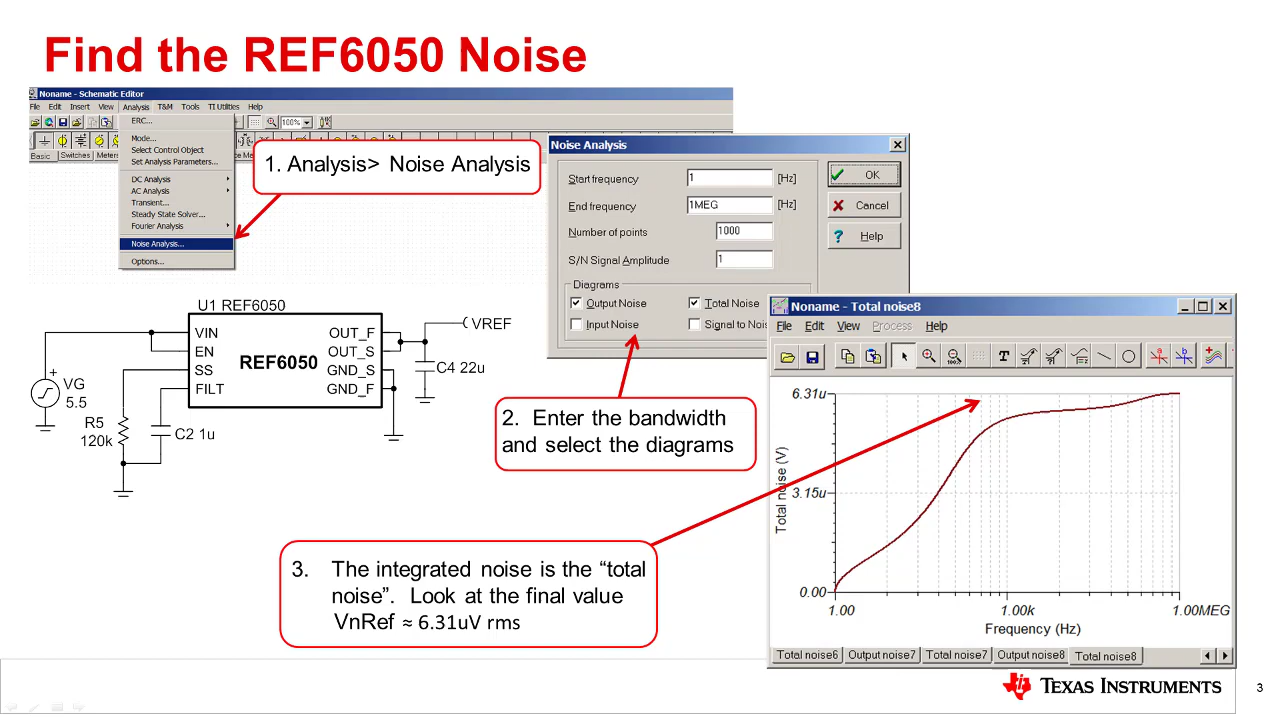 Find the REF6050 Noise
Noname - Schematic Editor
File Edit Insert View Analysis T&M Tools TI Utilities Help
100%
Basic Switches Meters
ERC...
Mode...
Select Control Object
Set Analysis Parameters...
DC Analysis
AC Analysis
Transient...
Steady State Solver...
Fourier Analysis
Noise Analysis...
Options...
1. Analysis> Noise Analysis
Noise Analysis
Start frequency 1 [Hz]
End frequency 1MEG [Hz]
Number of points 1000
S/N Signal Amplitude 1
OK
Cancel
Help
Diagrams
Output Noise Total Noise
Input Noise Signal to Nois
2. Enter the bandwidth
and select the diagrams
U1 REF6050
VIN
EN
SS
FILT
REF6050
OUT_F
OUT_S
GND_S
GND_F
VREF
C4 22u
+
VG
5.5
R5
120k
C2 1u
3. The integrated noise is the “total
noise”. Look at the final value
VnRef ≈ 6.31uV rms
Noname - Total noise8
File Edit View Process Help
T
100%
a
b
6.31u
3.15u
0.00
Total noise (V)
1.00 1.00k 1.00MEG
Frequency (Hz)
Total noise6 Output noise7 Total noise7 Output noise8 Total noise8
TEXAS INSTRUMENTS
3